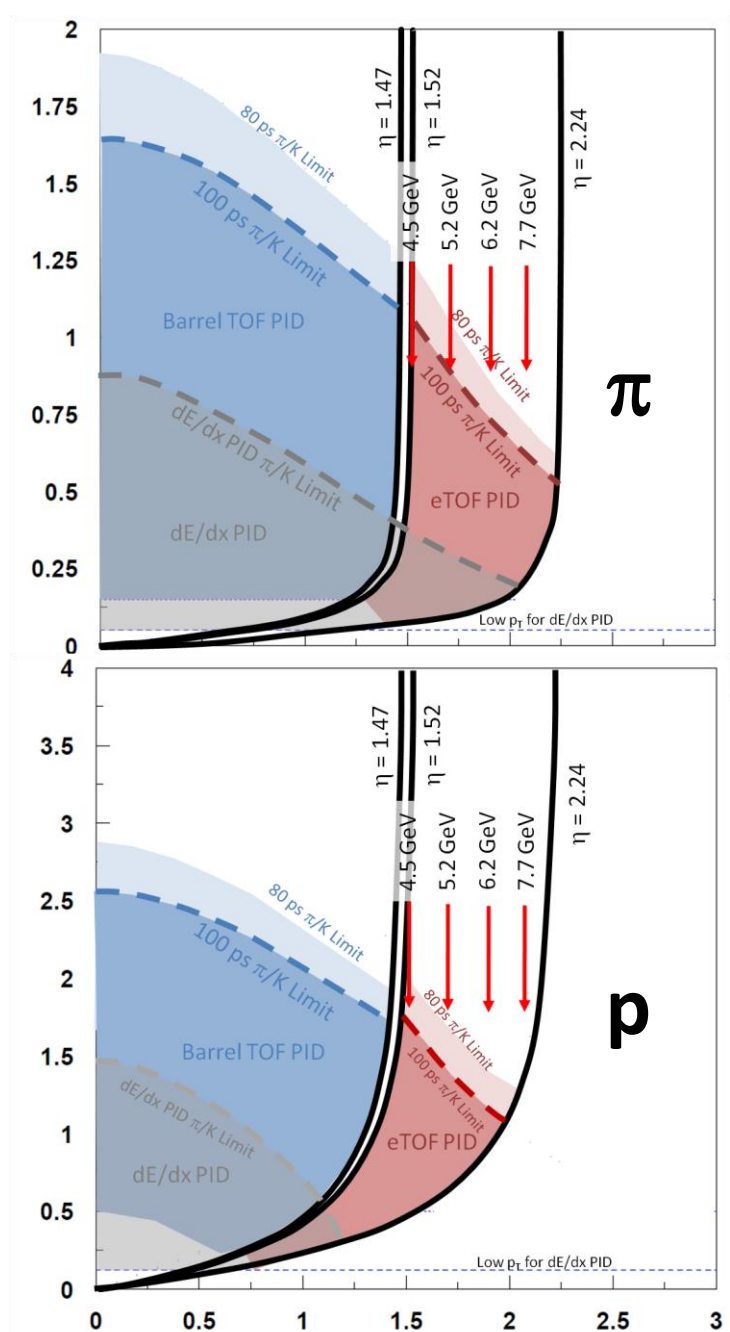 2
1.75
1.5
1.25
1
0.75
0.5
0.25
0
80 ps π/K Limit
100 ps π/K Limit
Barrel TOF PID
dE/dx PID π/K Limit
dE/dx PID
η = 1.47
η = 1.52
η = 2.24
4.5 GeV
5.2 GeV
6.2 GeV
7.7 GeV
80 ps π/K Limit
100 ps π/K Limit
eTOF PID
π
Low pT for dE/dx PID
4
3.5
3
2.5
2
1.5
1
0.5
0
80 ps π/K Limit
100 ps π/K Limit
Barrel TOF PID
dE/dx PID π/K Limit
dE/dx PID
η = 1.47
η = 1.52
η = 2.24
4.5 GeV
5.2 GeV
6.2 GeV
7.7 GeV
80 ps π/K Limit
100 ps π/K Limit
eTOF PID
p
Low pT for dE/dx PID
0 0.5 1 1.5 2 2.5 3